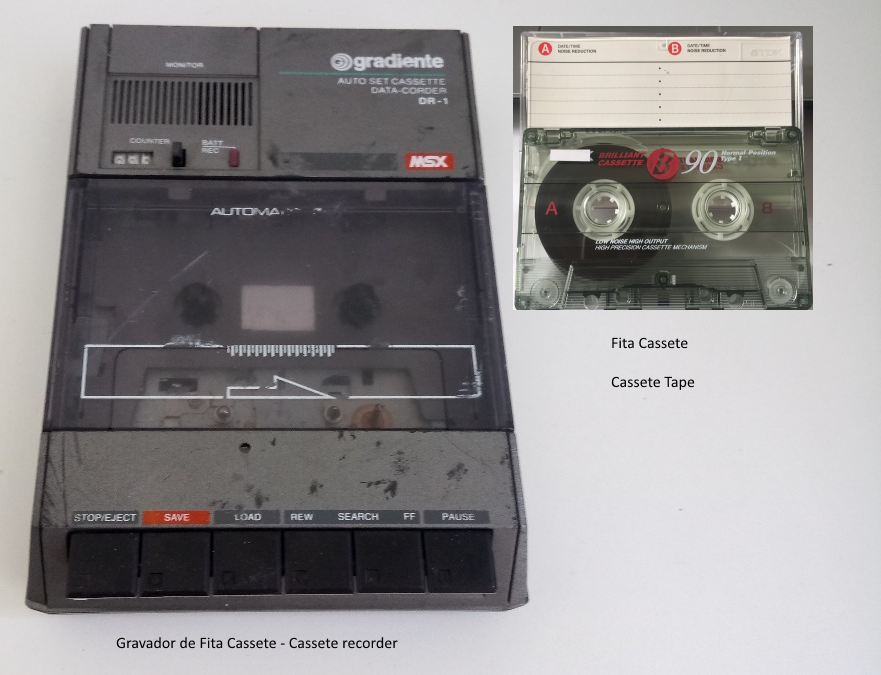 MONITOR
gradiente
AUTO SET CASSETTE
DATA-CORDER
DR-1
COUNTER
BATT
REC
MSX
AUTOMA
STOP/EJECT SAVE LOAD REW SEARCH FF PAUSE
Gravador de Fita Cassete - Cassete recorder
A DATE/TIME
NOISE REDUCTION
B DATE/TIME
NOISE REDUCTION
TDK
BRILLIANT
CASSETTE
B 90
Normal Position
Type I
A
B
LOW NOISE HIGH OUTPUT
HIGH PRECISION CASSETTE MECHANISM
Fita Cassete
Cassete Tape